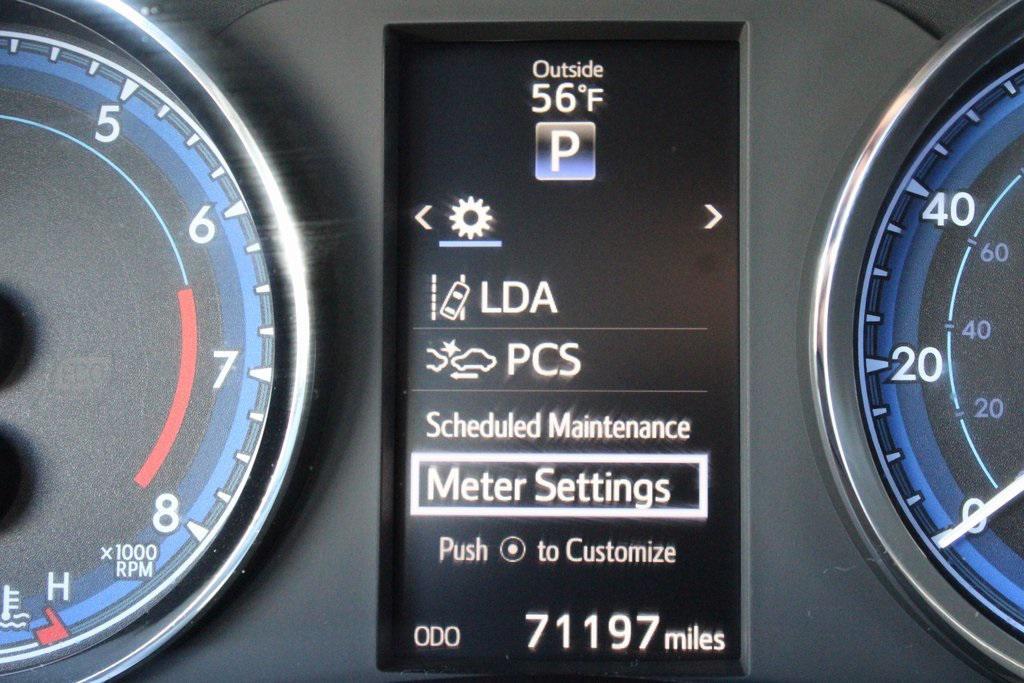 Outside
56°F
P
< >
LDA
PCS
Scheduled Maintenance
Meter Settings
Push ⊙ to Customize
ODO 71197 miles
5
6
7
8
x1000
RPM
H
40
20
0
60
40
20